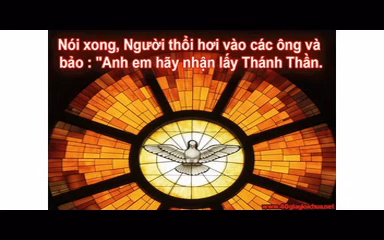 Nói xong, Người thổi hơi vào các ông và
bảo : "Anh em hãy nhận lấy Thánh Thần.